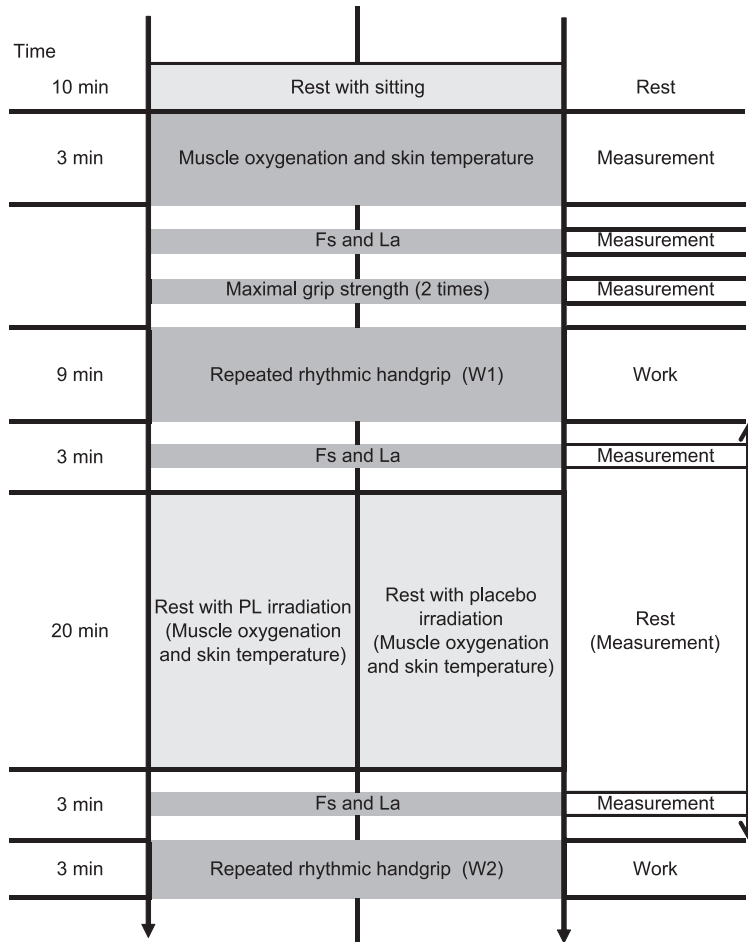 Time
10 min Rest with sitting Rest
3 min Muscle oxygenation and skin temperature Measurement
Fs and La Measurement
Maximal grip strength (2 times) Measurement
9 min Repeated rhythmic handgrip (W1) Work
3 min Fs and La Measurement
20 min
Rest with PL irradiation
(Muscle oxygenation
and skin temperature)
Rest with placebo
irradiation
(Muscle oxygenation
and skin temperature)
Rest
(Measurement)
3 min Fs and La Measurement
3 min Repeated rhythmic handgrip (W2) Work